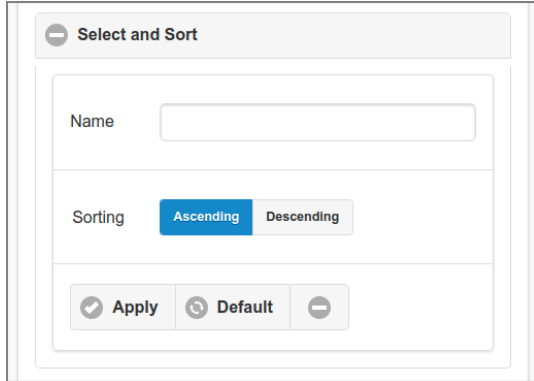 Select and Sort
Name
Sorting Ascending Descending
Apply Default